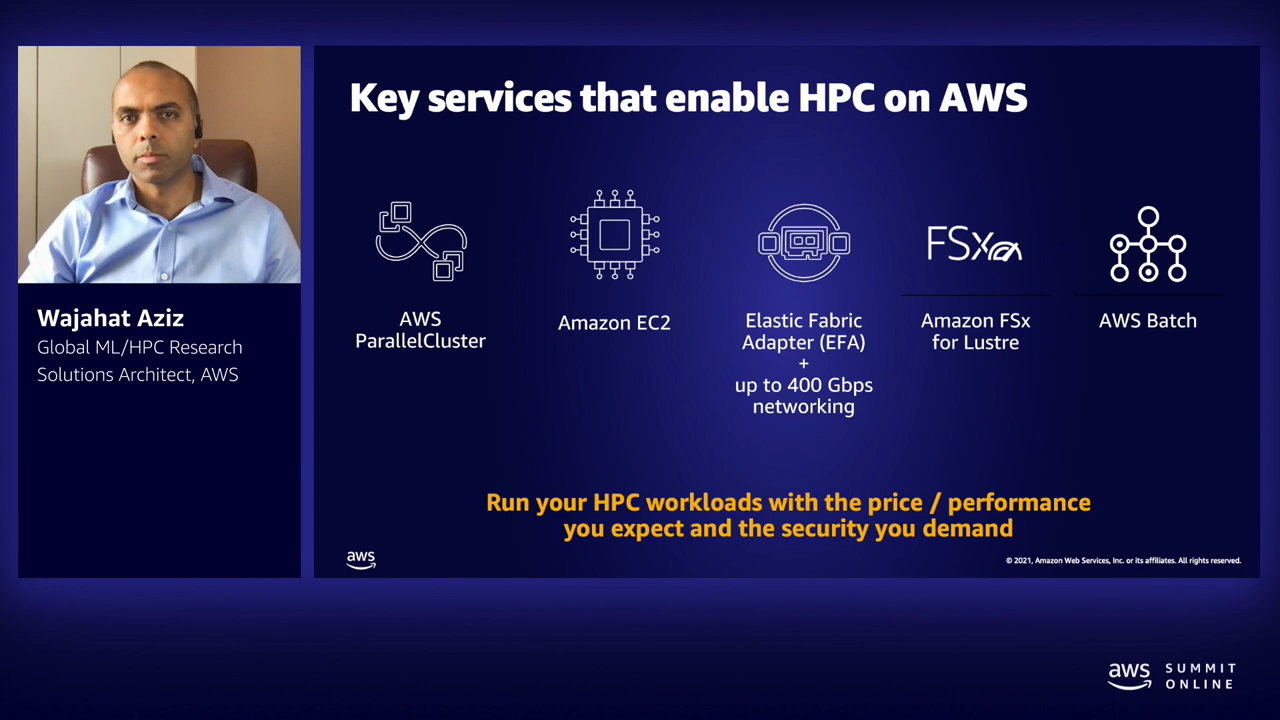 Key services that enable HPC on AWS
Wajahat Aziz
Global ML/HPC Research
Solutions Architect, AWS
AWS
ParallelCluster
Amazon EC2
Elastic Fabric
Adapter (EFA)
+
up to 400 Gbps
networking
FSx
Amazon FSx
for Lustre
AWS Batch
Run your HPC workloads with the price / performance
you expect and the security you demand
aws
© 2021, Amazon Web Services, Inc. or its affiliates. All rights reserved.
aws
SUMMIT
ONLINE